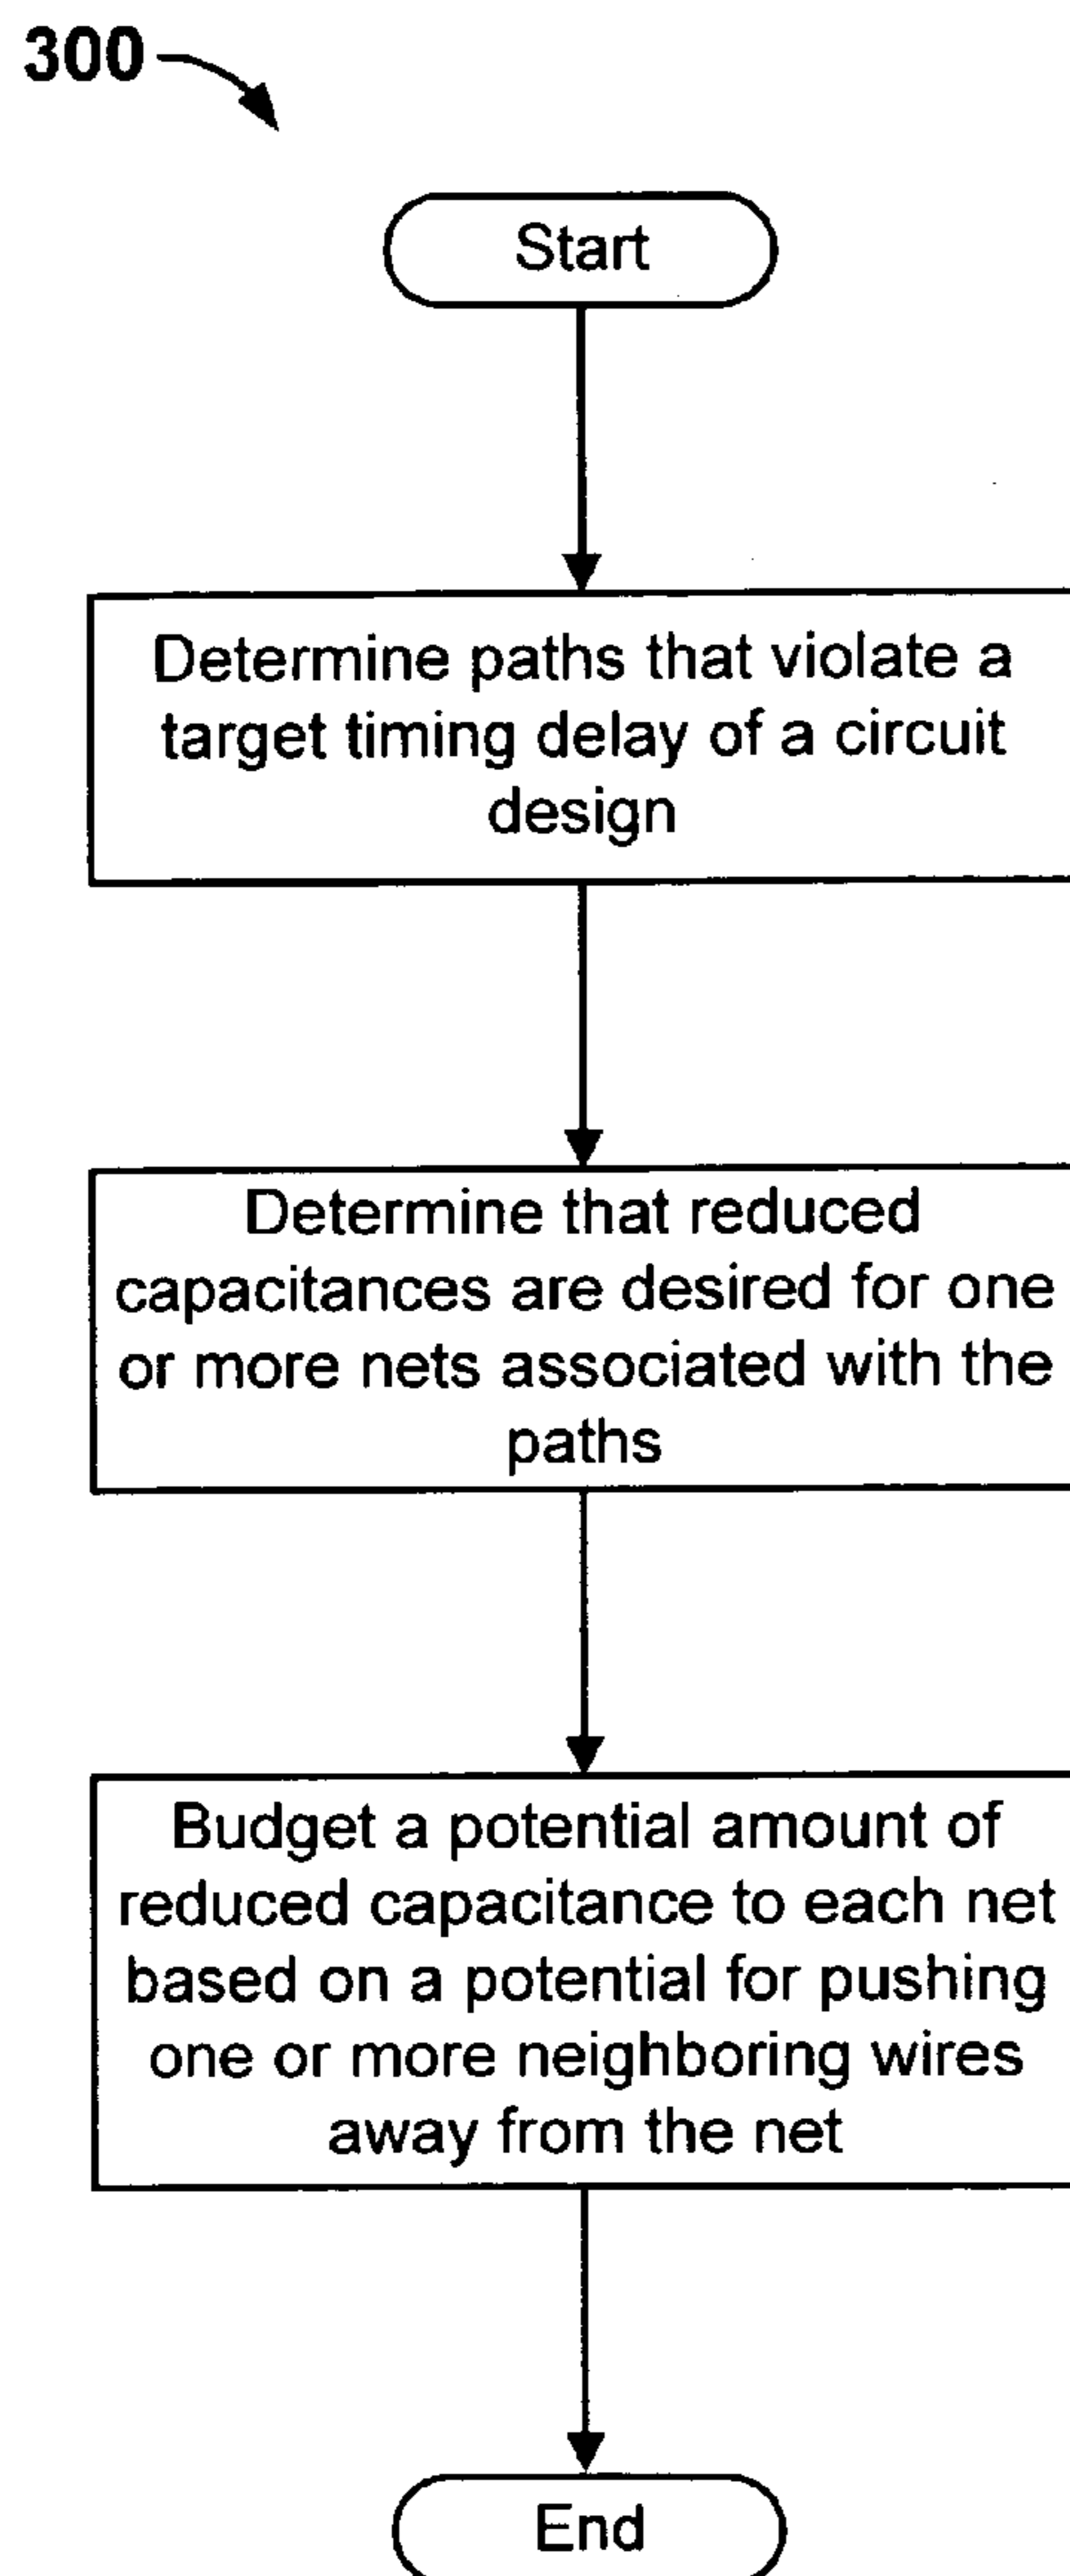 300
Start
Determine paths that violate a
target timing delay of a circuit
design
Determine that reduced
capacitances are desired for one
or more nets associated with the
paths
Budget a potential amount of
reduced capacitance to each net
based on a potential for pushing
one or more neighboring wires
away from the net
End